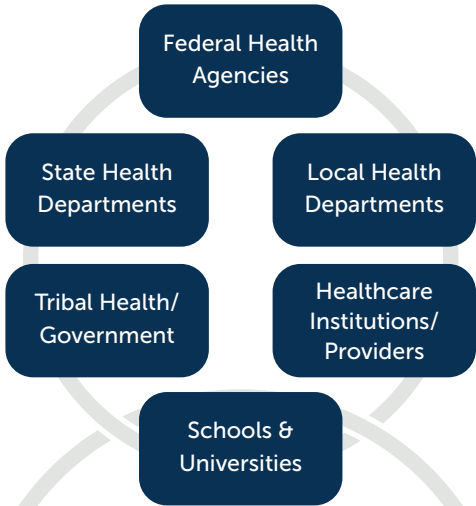 Federal Health
Agencies
State Health
Departments
Local Health
Departments
Tribal Health/
Government
Healthcare
Institutions/
Providers
Schools &
Universities